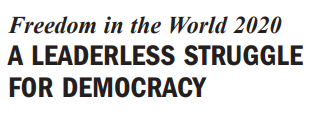 Freedom in the World 2020
A LEADERLESS STRUGGLE
FOR DEMOCRACY